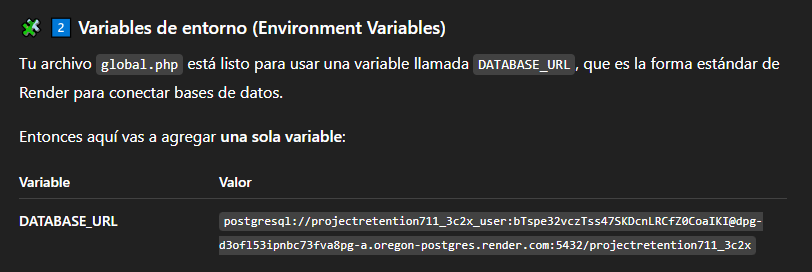 🧩 2️⃣ Variables de entorno (Environment Variables)
Tu archivo global.php está listo para usar una variable llamada DATABASE_URL, que es la forma estándar de
Render para conectar bases de datos.
Entonces aquí vas a agregar una sola variable:
Variable Valor
DATABASE_URL postgresql://projectretention711_3c2x_user:bTspe32vczTss47SKDcnLRCfZ0CoaIKI@dpg-
d3ofl53ipnbc73fva8pg-a.oregon-postgres.render.com:5432/projectretention711_3c2x